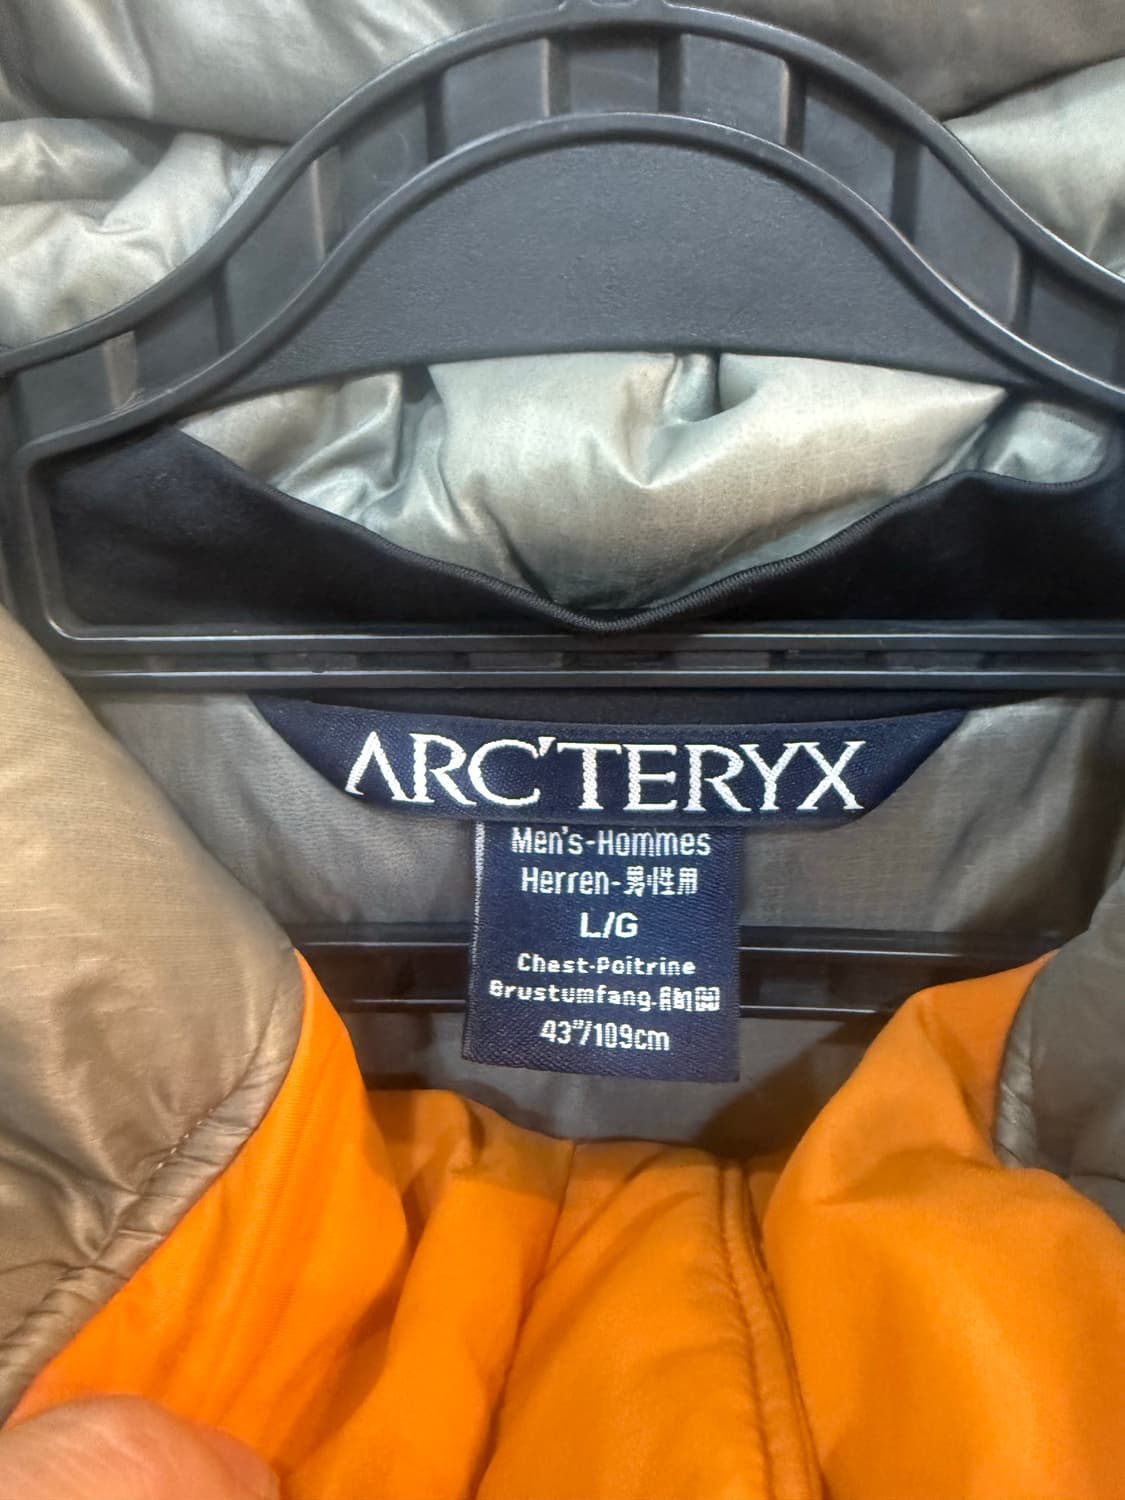 ARC'TERYX
Men's-Hommes
Herren-男性用
L/G
Chest-Poitrine
Brustumfang-胸囲
43"/109cm